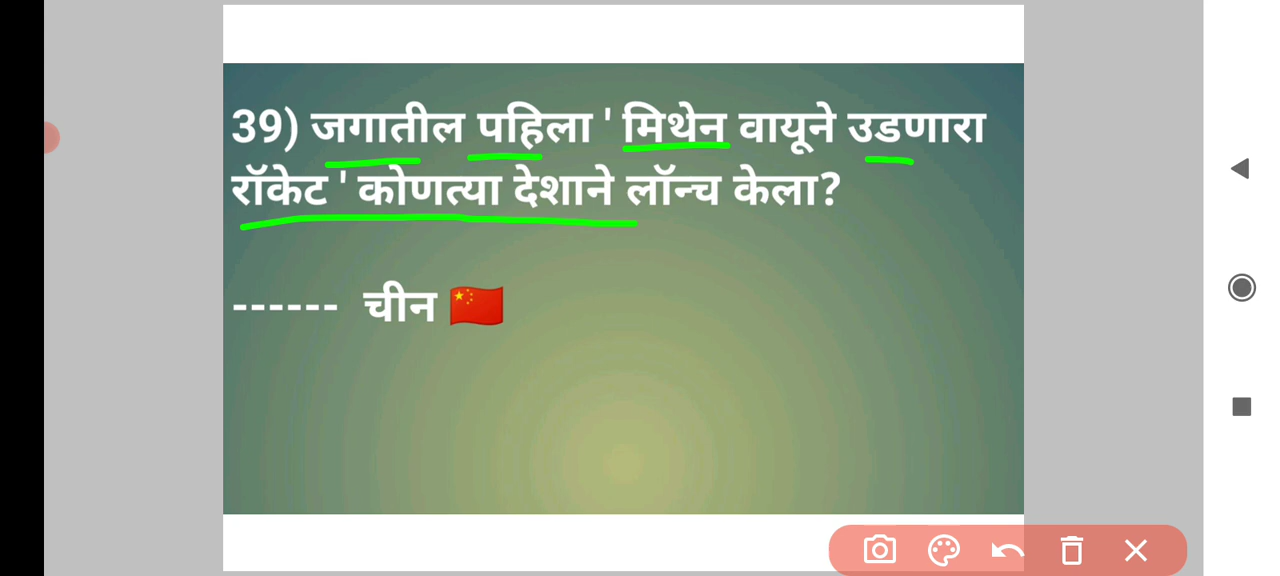 39) जगातील पहिला ' मिथेन वायूने उडणारा
रॉकेट ' कोणत्या देशाने लॉन्च केला?
------ चीन 🇨🇳